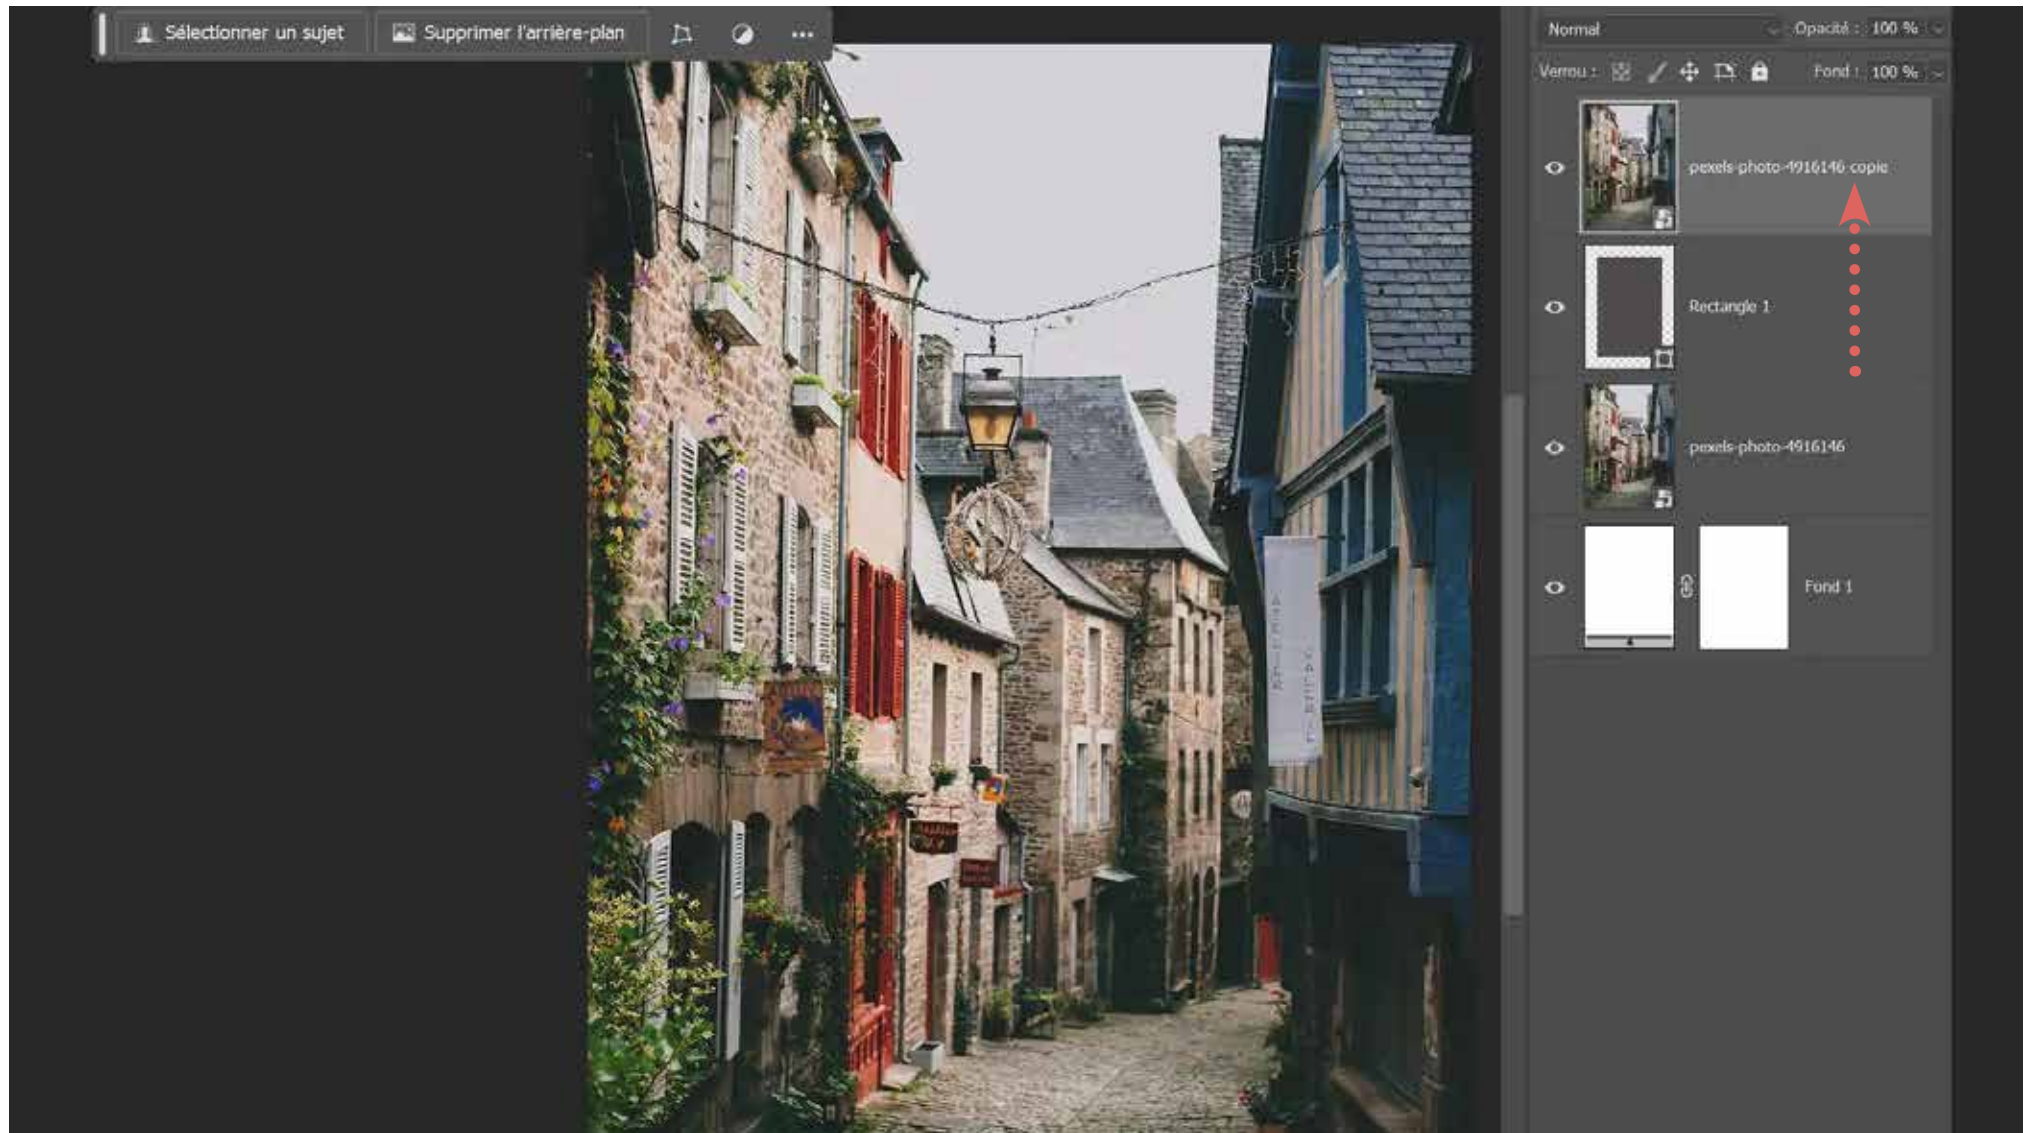 Sélectionner un sujet
Supprimer l'arrière-plan
Normal
Opacité : 100 %
Verrou :
Fond : 100 %
pexels-photo-4916146 copie
Rectangle 1
pexels-photo-4916146
Fond 1